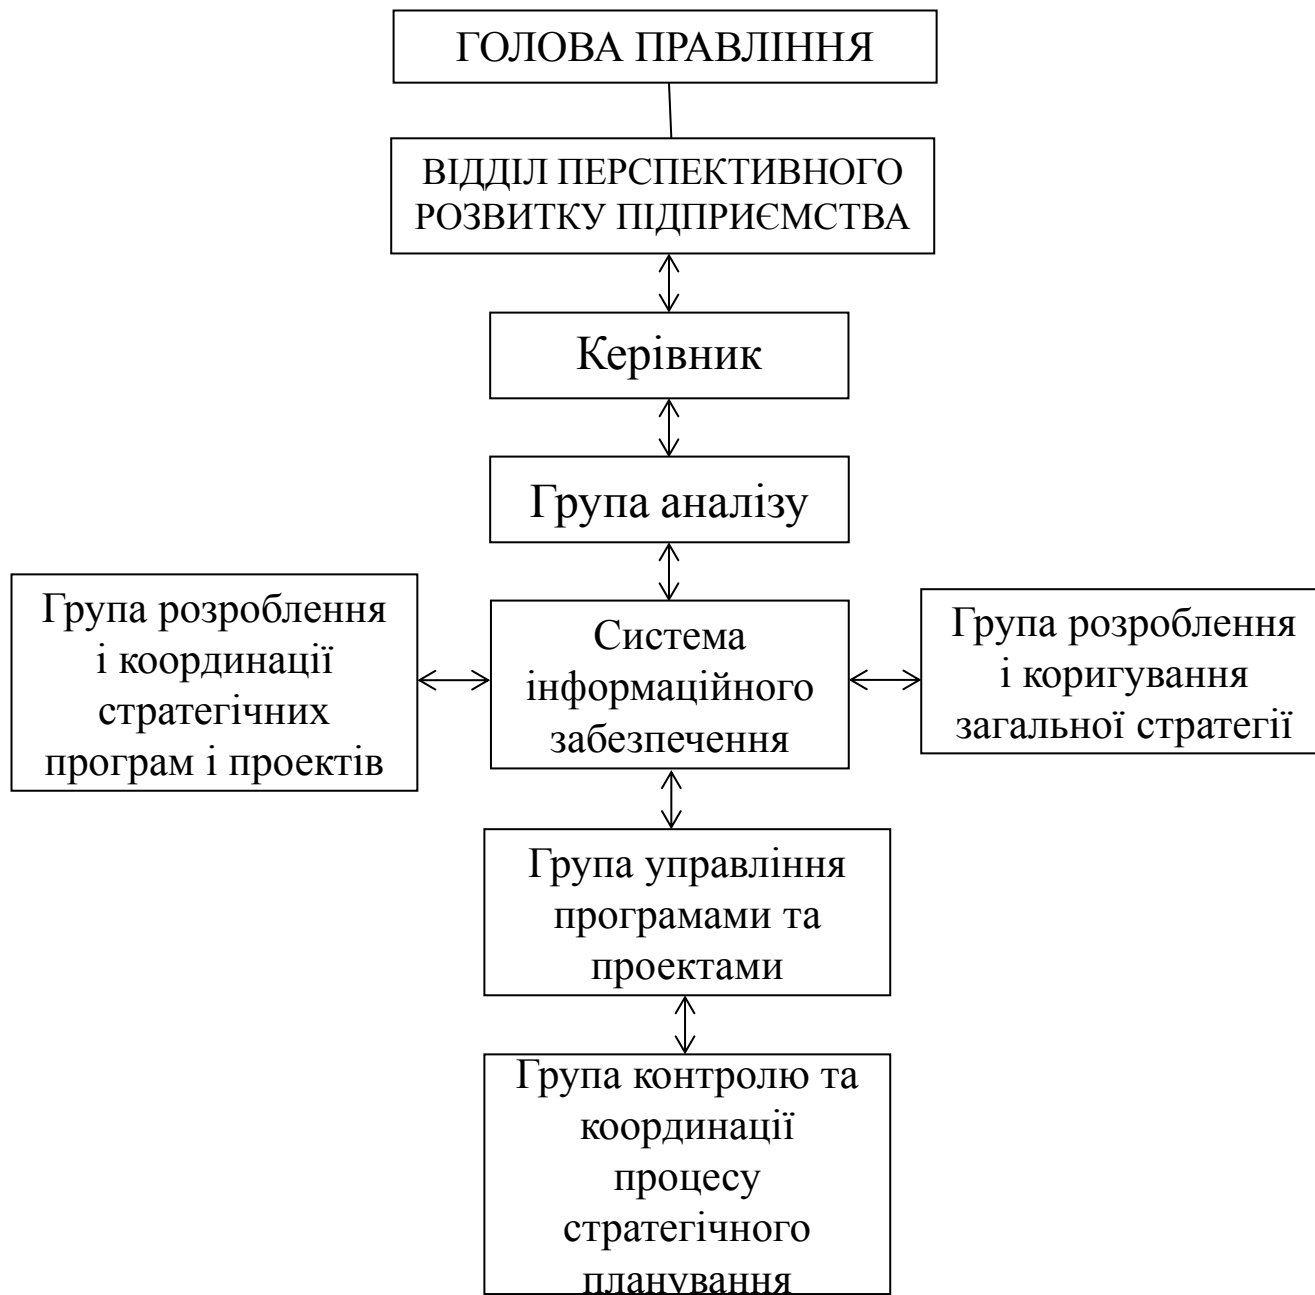 ГОЛОВА ПРАВЛІННЯ
ВІДДІЛ ПЕРСПЕКТИВНОГО
РОЗВИТКУ ПІДПРИЄМСТВА
Керівник
Група аналізу
Група розроблення
і координації
стратегічних
програм і проектів
Система
інформаційного
забезпечення
Група розроблення
і коригування
загальної стратегії
Група управління
програмами та
проектами
Група контролю та
координації
процесу
стратегічного
планування